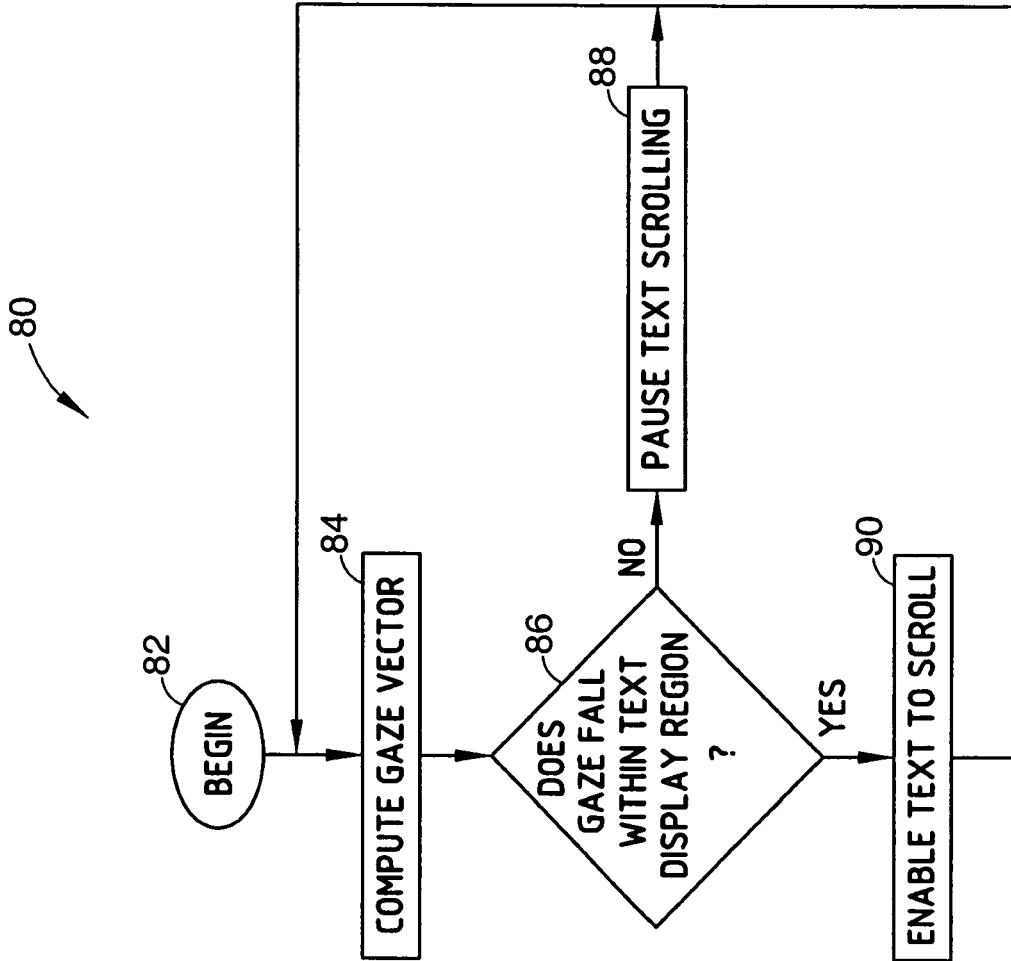 80
82
BEGIN
84
COMPUTE GAZE VECTOR
86
DOES
GAZE FALL
WITHIN TEXT
DISPLAY REGION
?
NO
88
PAUSE TEXT SCROLLING
YES
90
ENABLE TEXT TO SCROLL